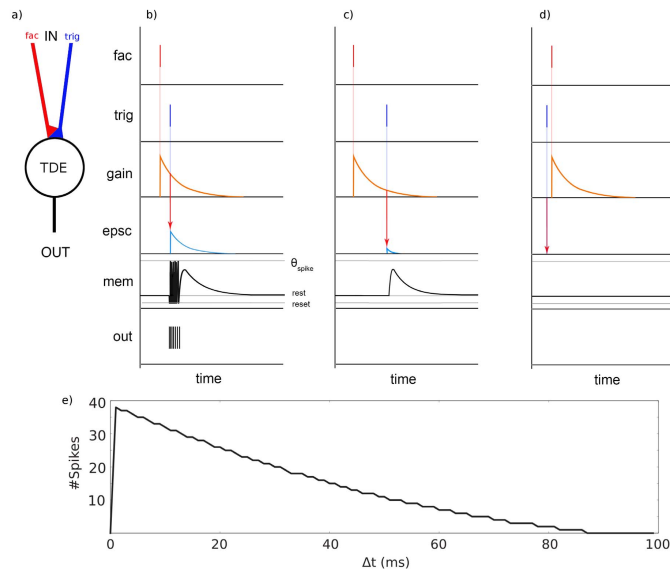 a)
b)
c)
d)
fac IN trig
TDE
OUT
fac
trig
gain
epsc
mem
out
θspike
rest
reset
time
time
time
e)
#Spikes
40
30
20
10
0
20
40
60
80
100
Δt (ms)